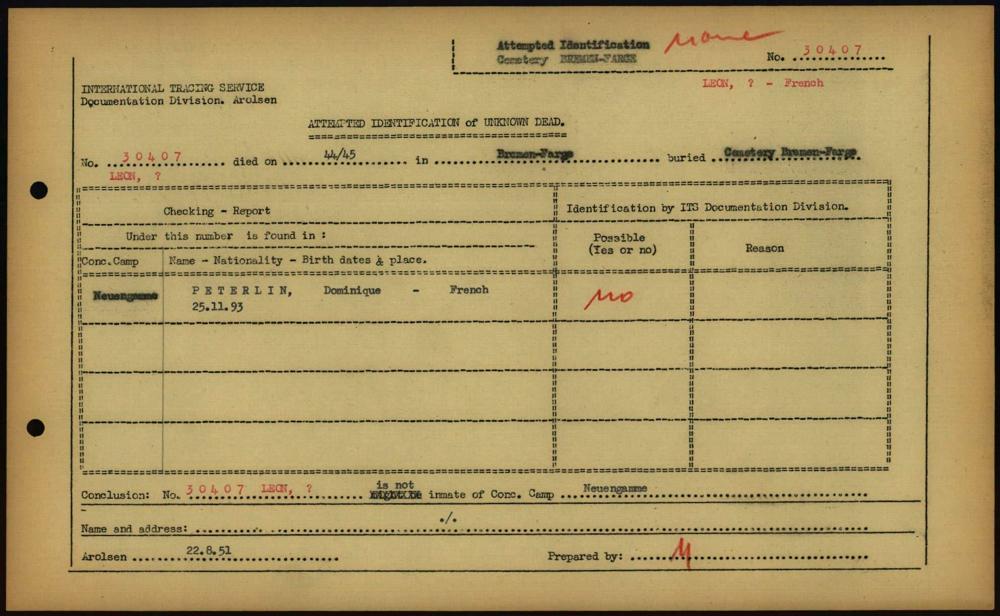 Attempted Identification
Cemetery BREMEN-FARGE
None
No. 30407
LEON, ? - French
INTERNATIONAL TRACING SERVICE
Documentation Division. Arolsen
ATTEMPTED IDENTIFICATION of UNKNOWN DEAD.
No. 30407 died on 44/45 in Bremen-Farge buried Cemetery Bremen-Farge
LEON, ?
Checking - Report
Identification by ITS Documentation Division.
Under this number is found in :
Possible
(Yes or no)
Reason
Conc.Camp
Name - Nationality - Birth dates & place.
Neuengamme
PETERLIN, Dominique - French
25.11.93
no
Conclusion: No. 30407 LEON, ? is not inmate of Conc. Camp Neuengamme
Name and address: ./.
Arolsen 22.8.51
Prepared by: